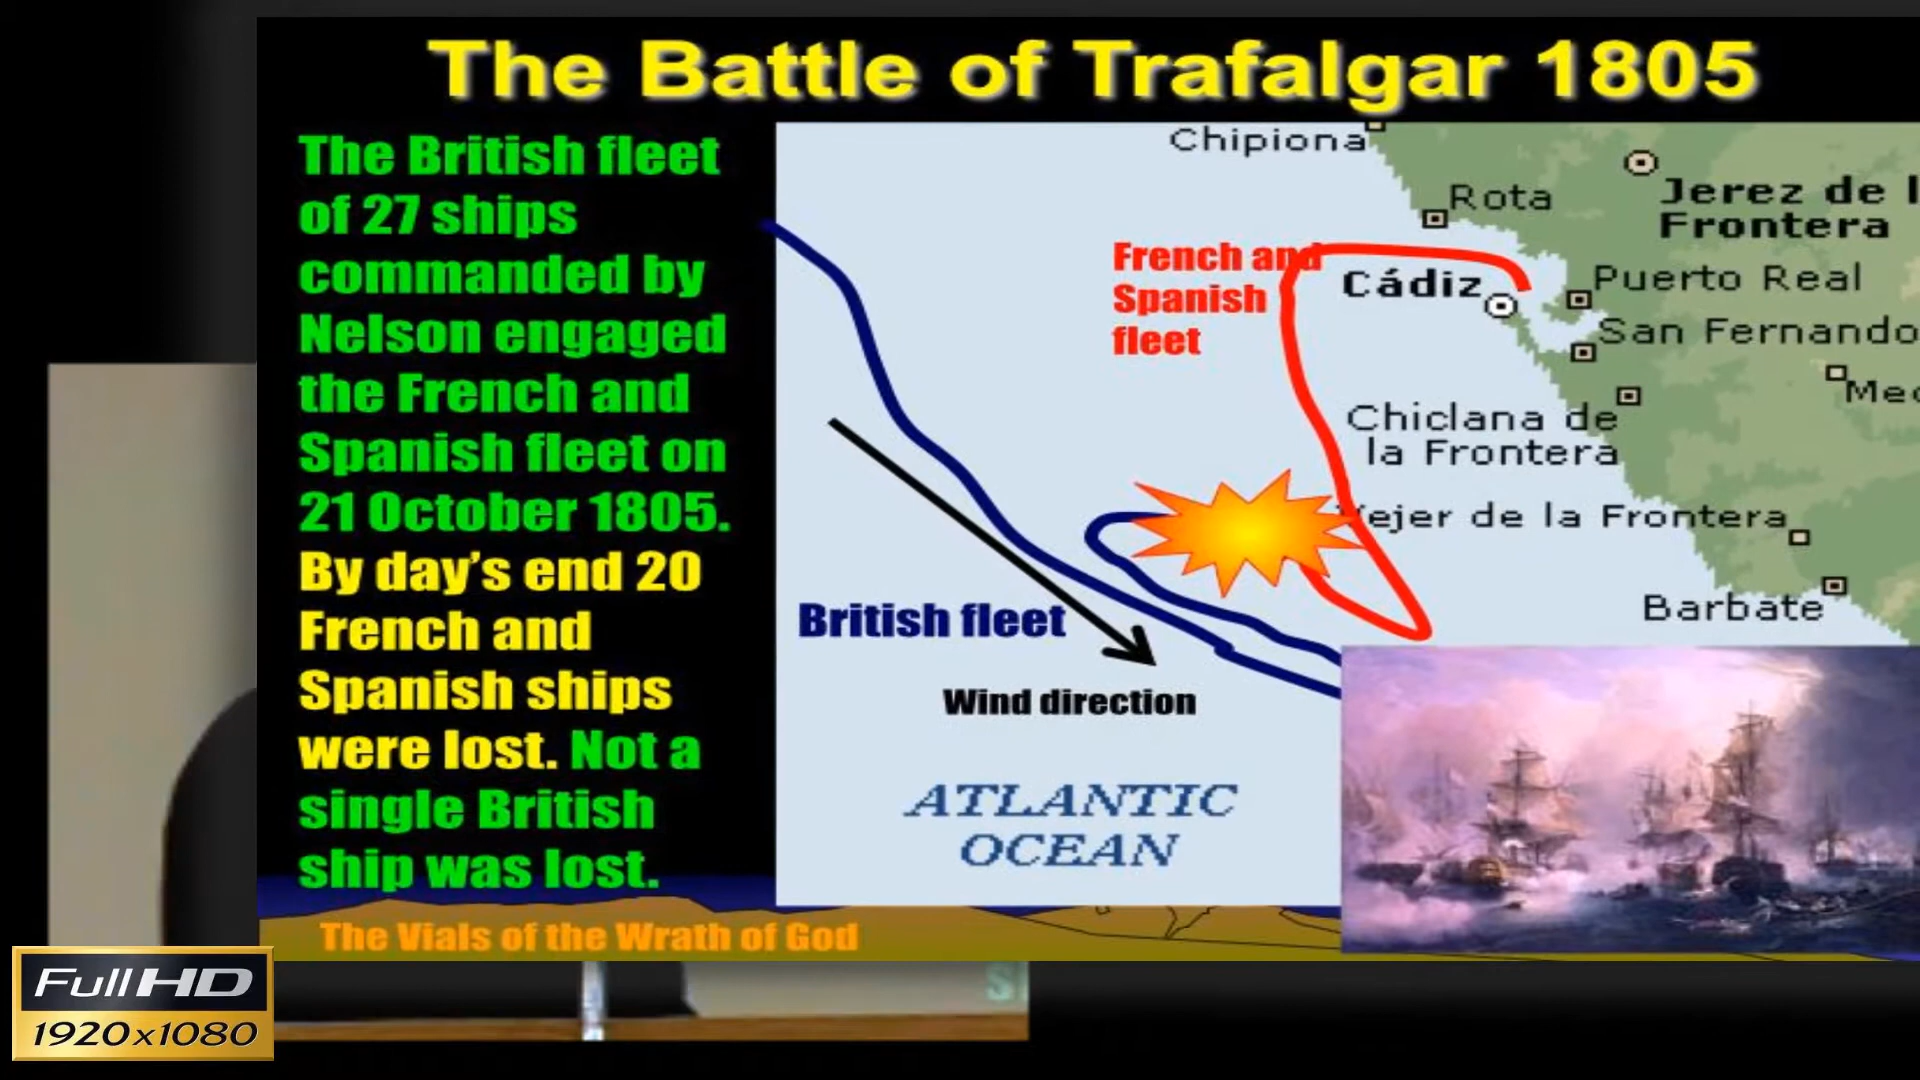 The Battle of Trafalgar 1805
The British fleet
of 27 ships
commanded by
Nelson engaged
the French and
Spanish fleet on
21 October 1805.
By day's end 20
French and
Spanish ships
were lost. Not a
single British
ship was lost.
Chipiona
Rota
Jerez de l
Frontera
French and
Spanish
fleet
Cádiz
Puerto Real
San Fernando
Med
Chiclana de
la Frontera
Vejer de la Frontera
Barbate
British fleet
Wind direction
ATLANTIC
OCEAN
The Vials of the Wrath of God
Full HD
1920x1080